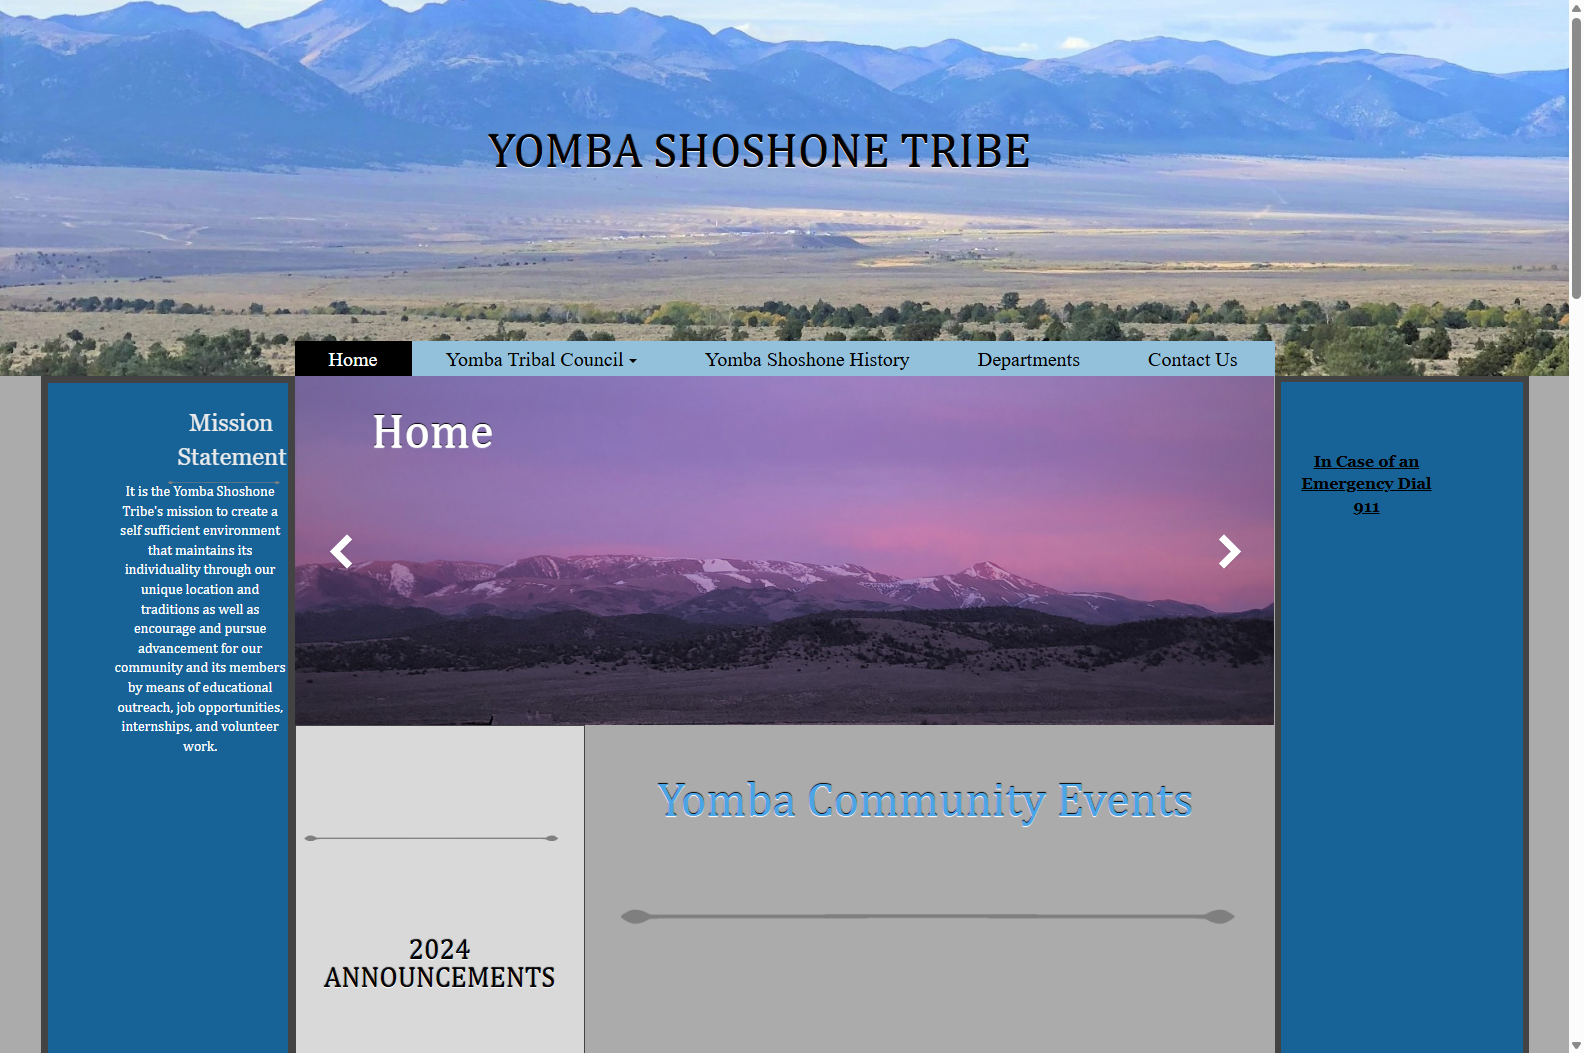 YOMBA SHOSHONE TRIBE
Home
Yomba Tribal Council
Yomba Shoshone History
Departments
Contact Us
Mission
Statement
It is the Yomba Shoshone
Tribe's mission to create a
self sufficient environment
that maintains its
individuality through our
unique location and
traditions as well as
encourage and pursue
advancement for our
community and its members
by means of educational
outreach, job opportunities,
internships, and volunteer
work.
Home
In Case of an
Emergency Dial
911
Yomba Community Events
2024
ANNOUNCEMENTS